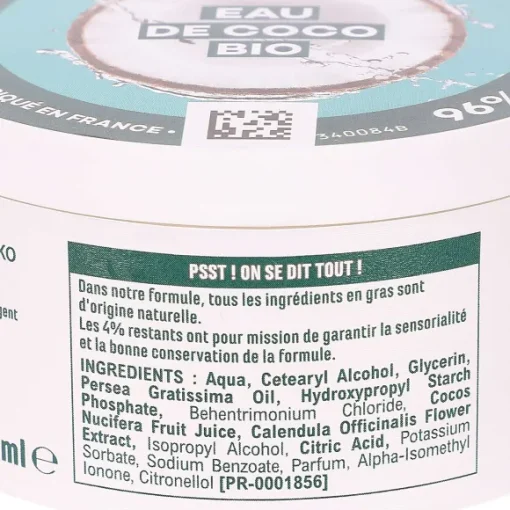 EAU
DE COCO
BIO
QUÉ EN FRANCE •
3400848
96%
KO
gent
ml e
PSST ! ON SE DIT TOUT !
Dans notre formule, tous les ingrédients en gras sont
d'origine naturelle.
Les 4% restants ont pour mission de garantir la sensorialité
et la bonne conservation de la formule.
INGREDIENTS : Aqua, Cetearyl Alcohol, Glycerin,
Persea Gratissima Oil, Hydroxypropyl Starch
Phosphate, Behentrimonium Chloride, Cocos
Nucifera Fruit Juice, Calendula Officinalis Flower
Extract, Isopropyl Alcohol, Citric Acid, Potassium
Sorbate, Sodium Benzoate, Parfum, Alpha-Isomethyl
Ionone, Citronellol [PR-0001856]